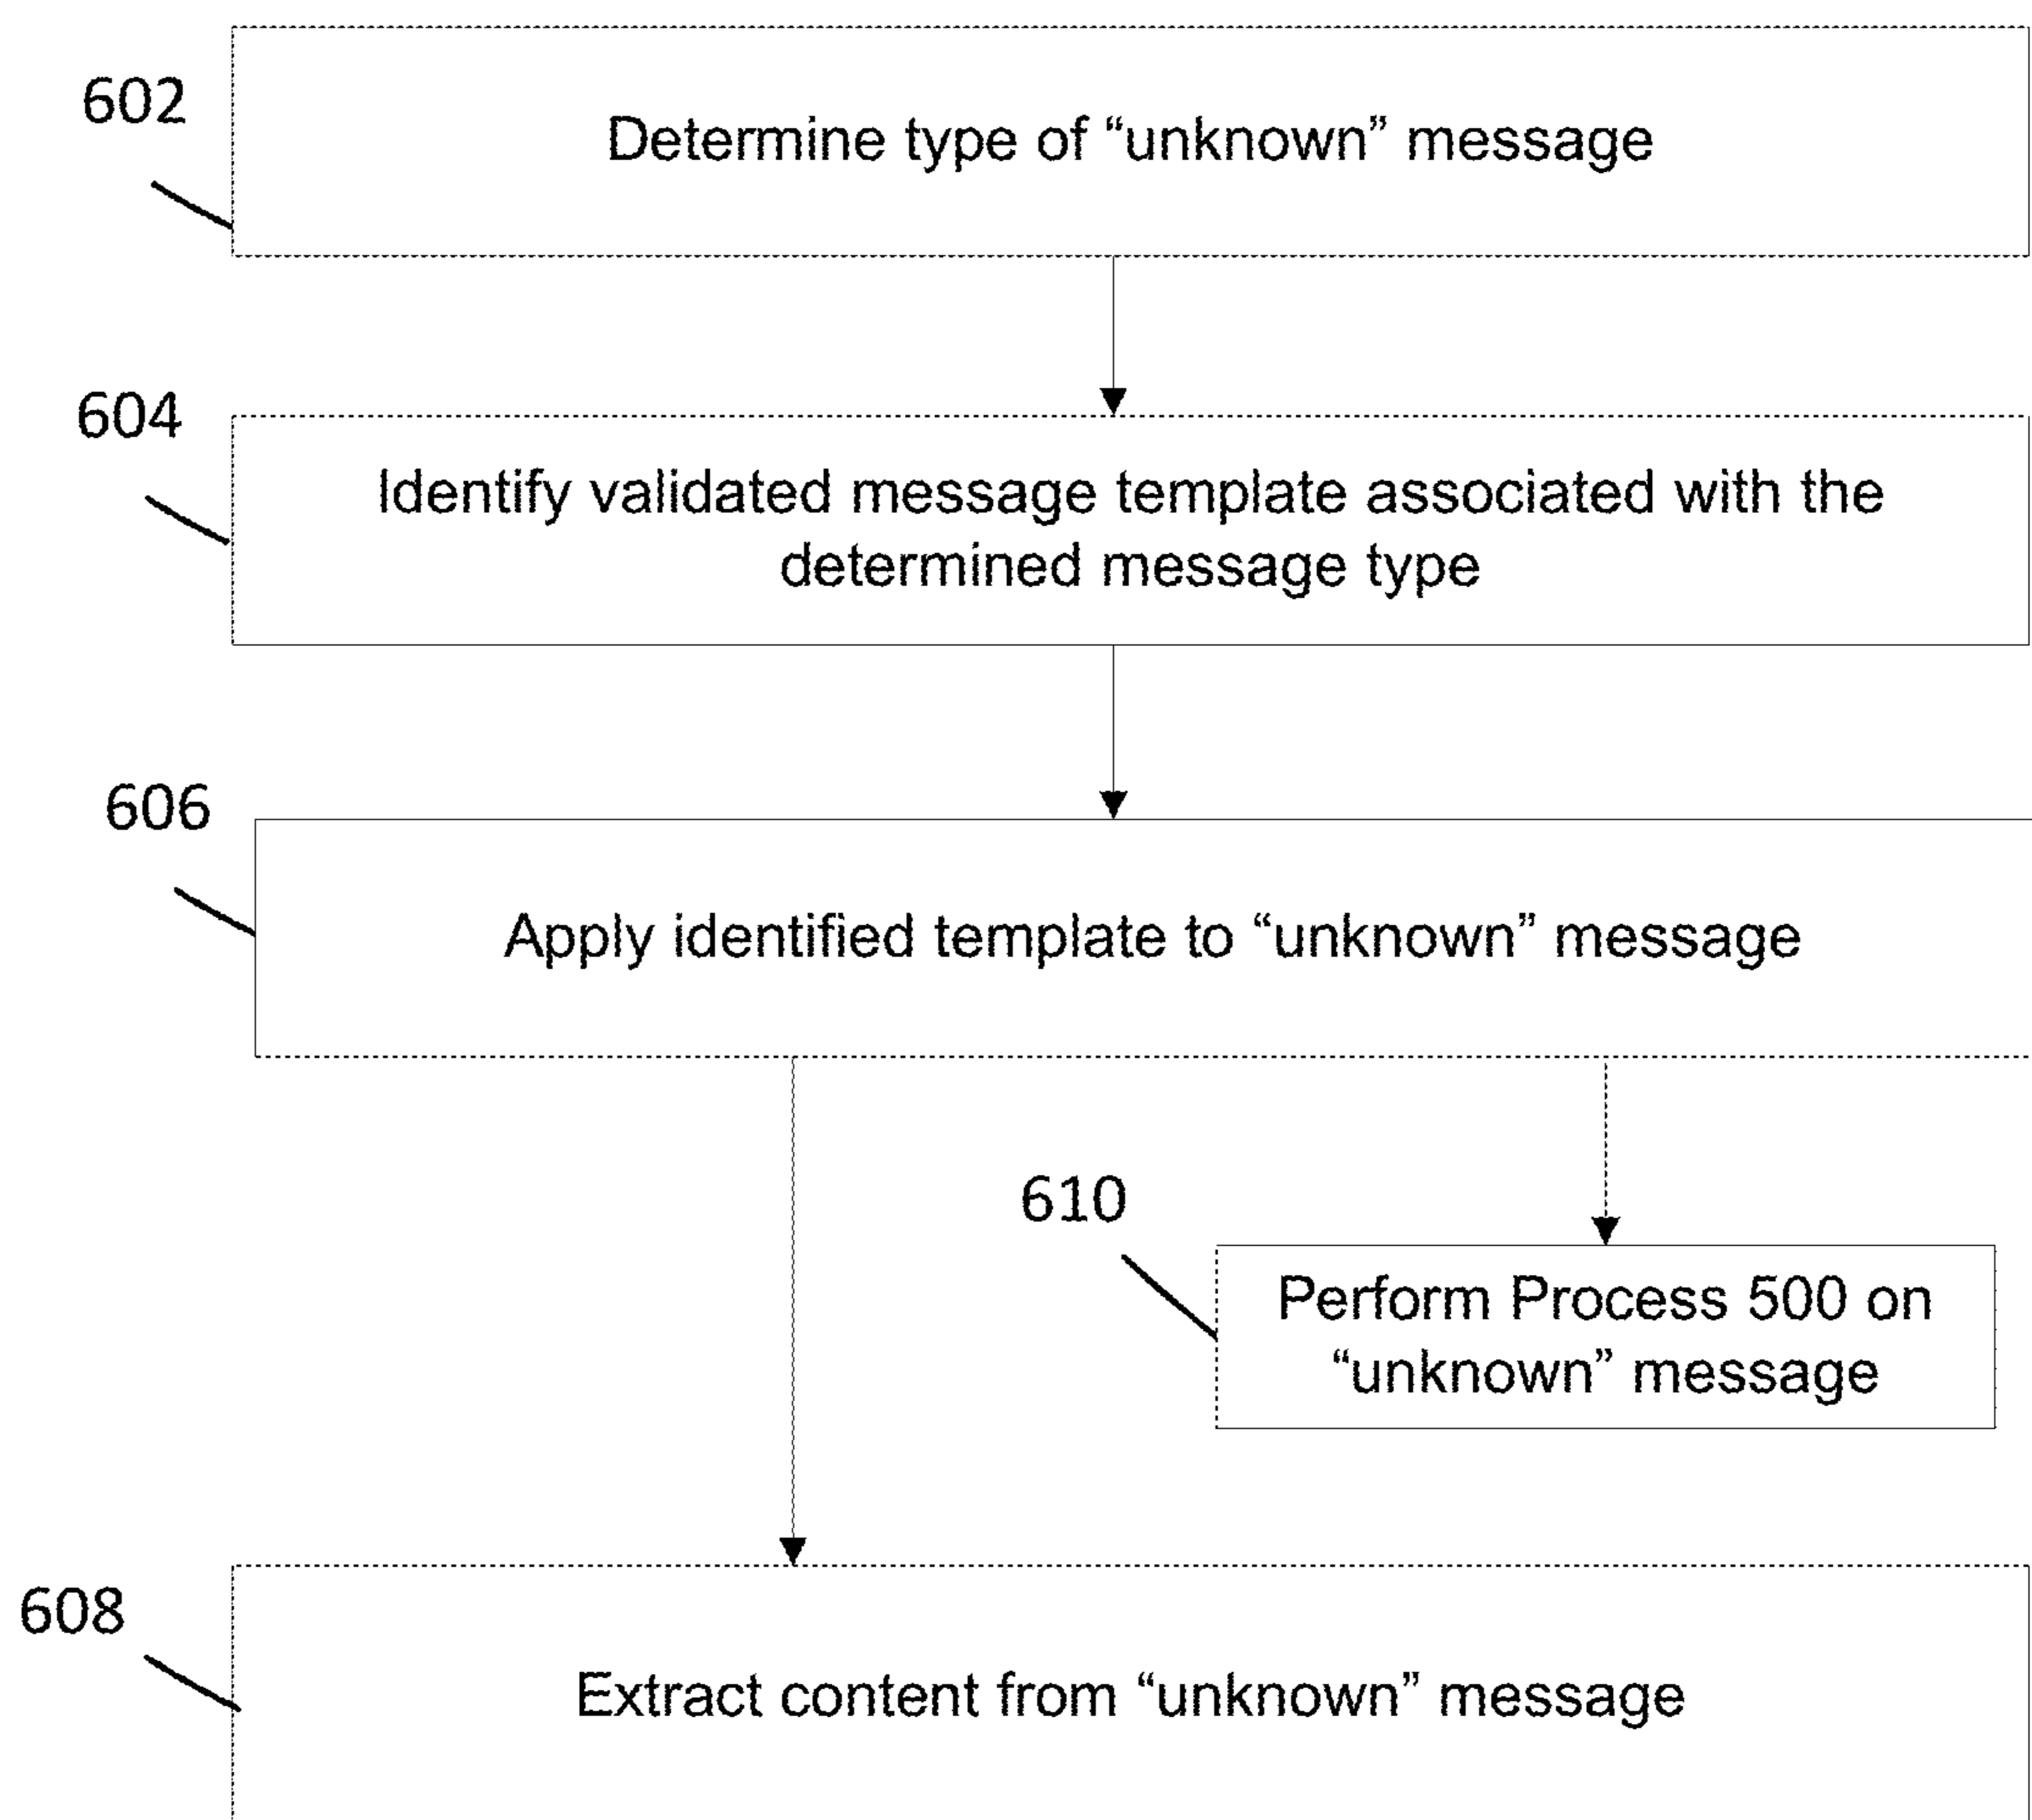 602
Determine type of “unknown” message
604
Identify validated message template associated with the
determined message type
606
Apply identified template to “unknown” message
610
Perform Process 500 on
“unknown” message
608
Extract content from “unknown” message